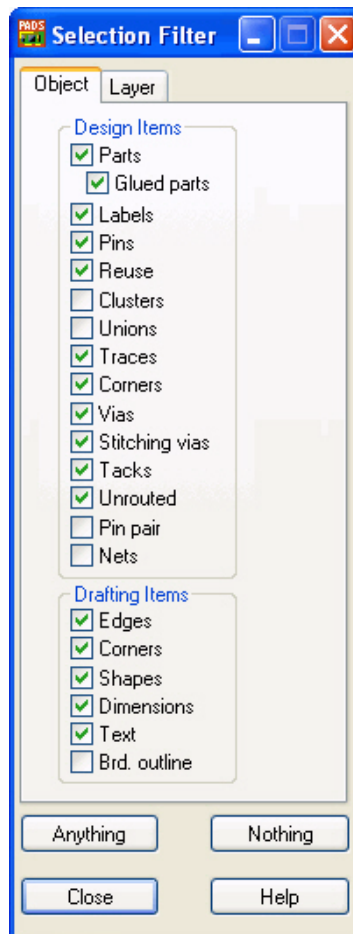 PADS Selection Filter
Object Layer
Design Items
Parts
Glued parts
Labels
Pins
Reuse
Clusters
Unions
Traces
Corners
Vias
Stitching vias
Tacks
Unrouted
Pin pair
Nets
Drafting Items
Edges
Corners
Shapes
Dimensions
Text
Brd. outline
Anything Nothing
Close Help